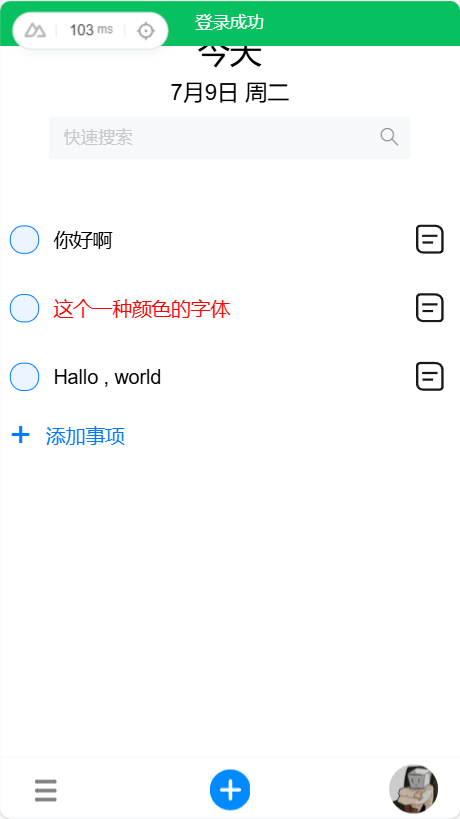 登录成功
103 ms
今天
7月9日 周二
快速搜索
你好啊
这个一种颜色的字体
Hallo , world
添加事项